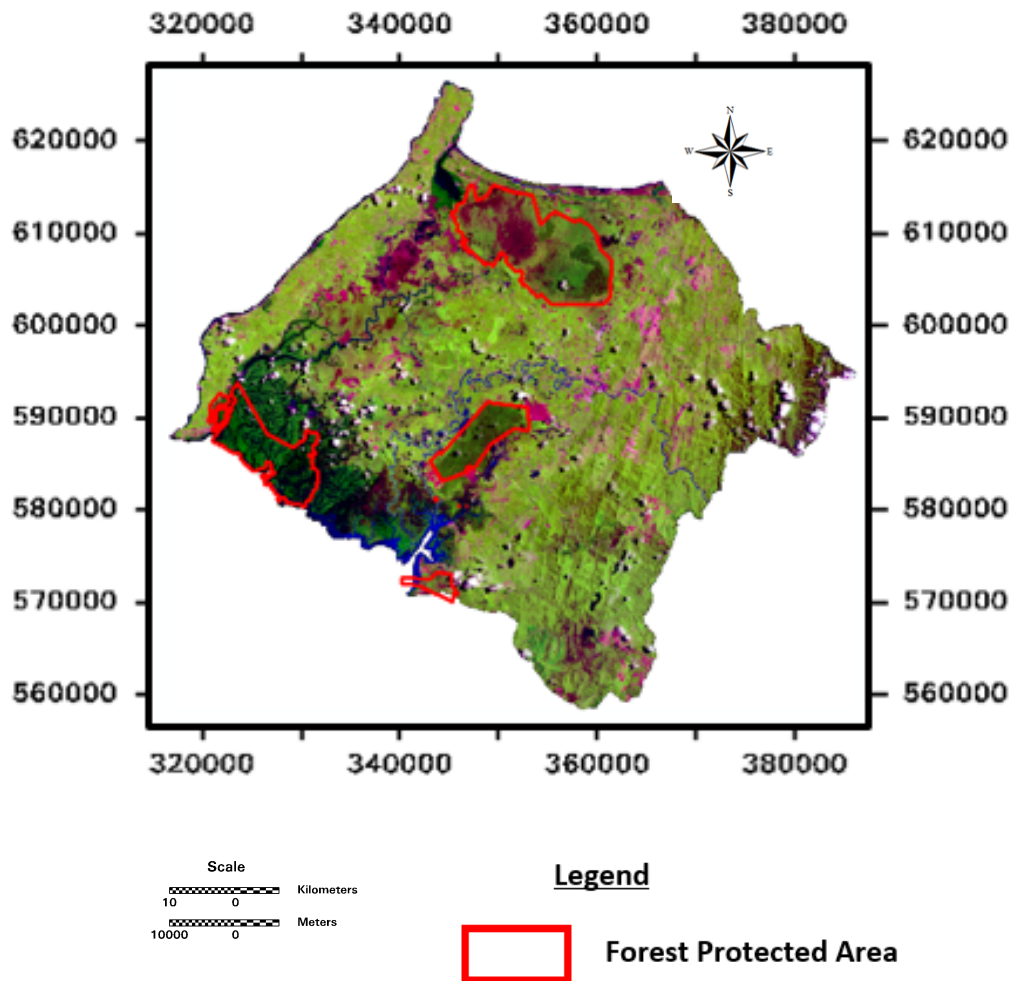 320000 340000 360000 380000
N
620000 620000
W E
S
610000 610000
600000 600000
590000 590000
580000 580000
570000 570000
560000 560000
320000 340000 360000 380000
Scale
Legend
Kilometers
10 0
Meters
10000 0
Forest Protected Area